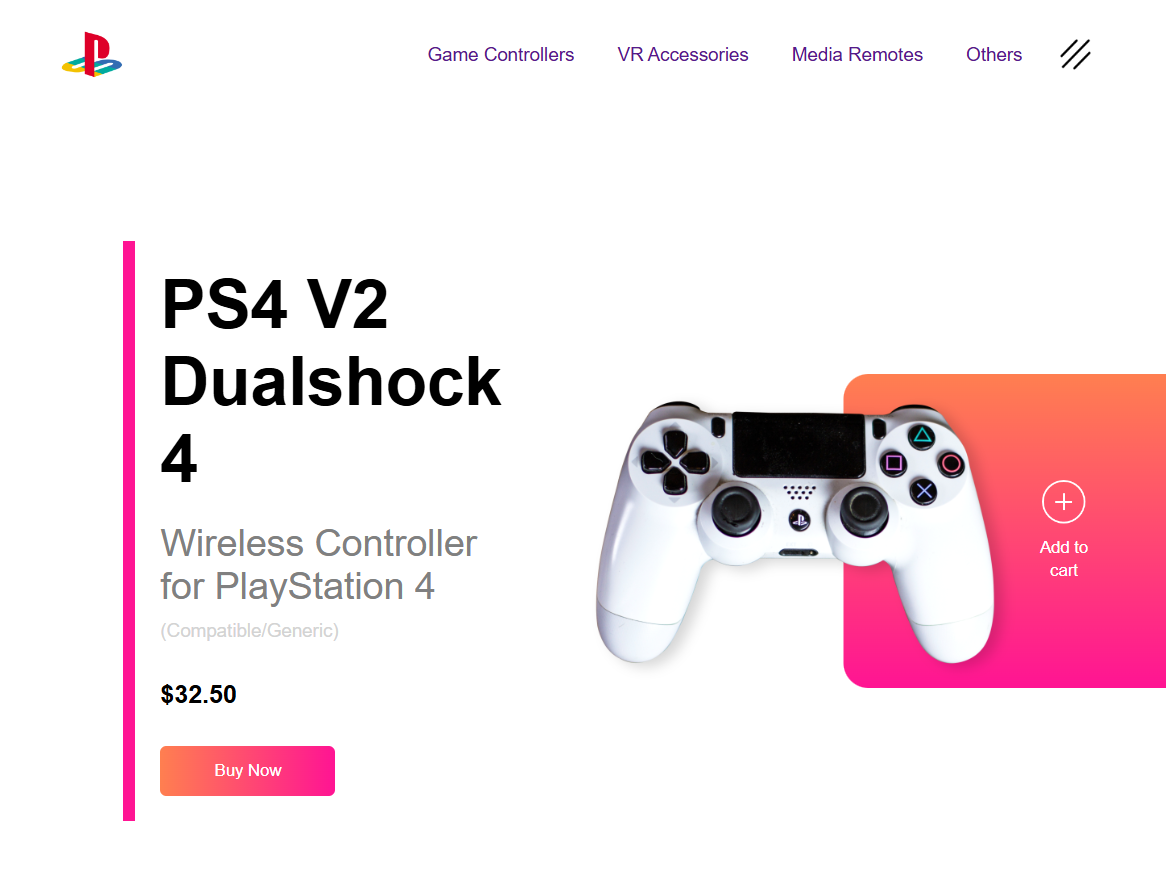 Game Controllers
VR Accessories
Media Remotes
Others
PS4 V2
Dualshock
4
Wireless Controller
for PlayStation 4
(Compatible/Generic)
$32.50
Buy Now
Add to
cart